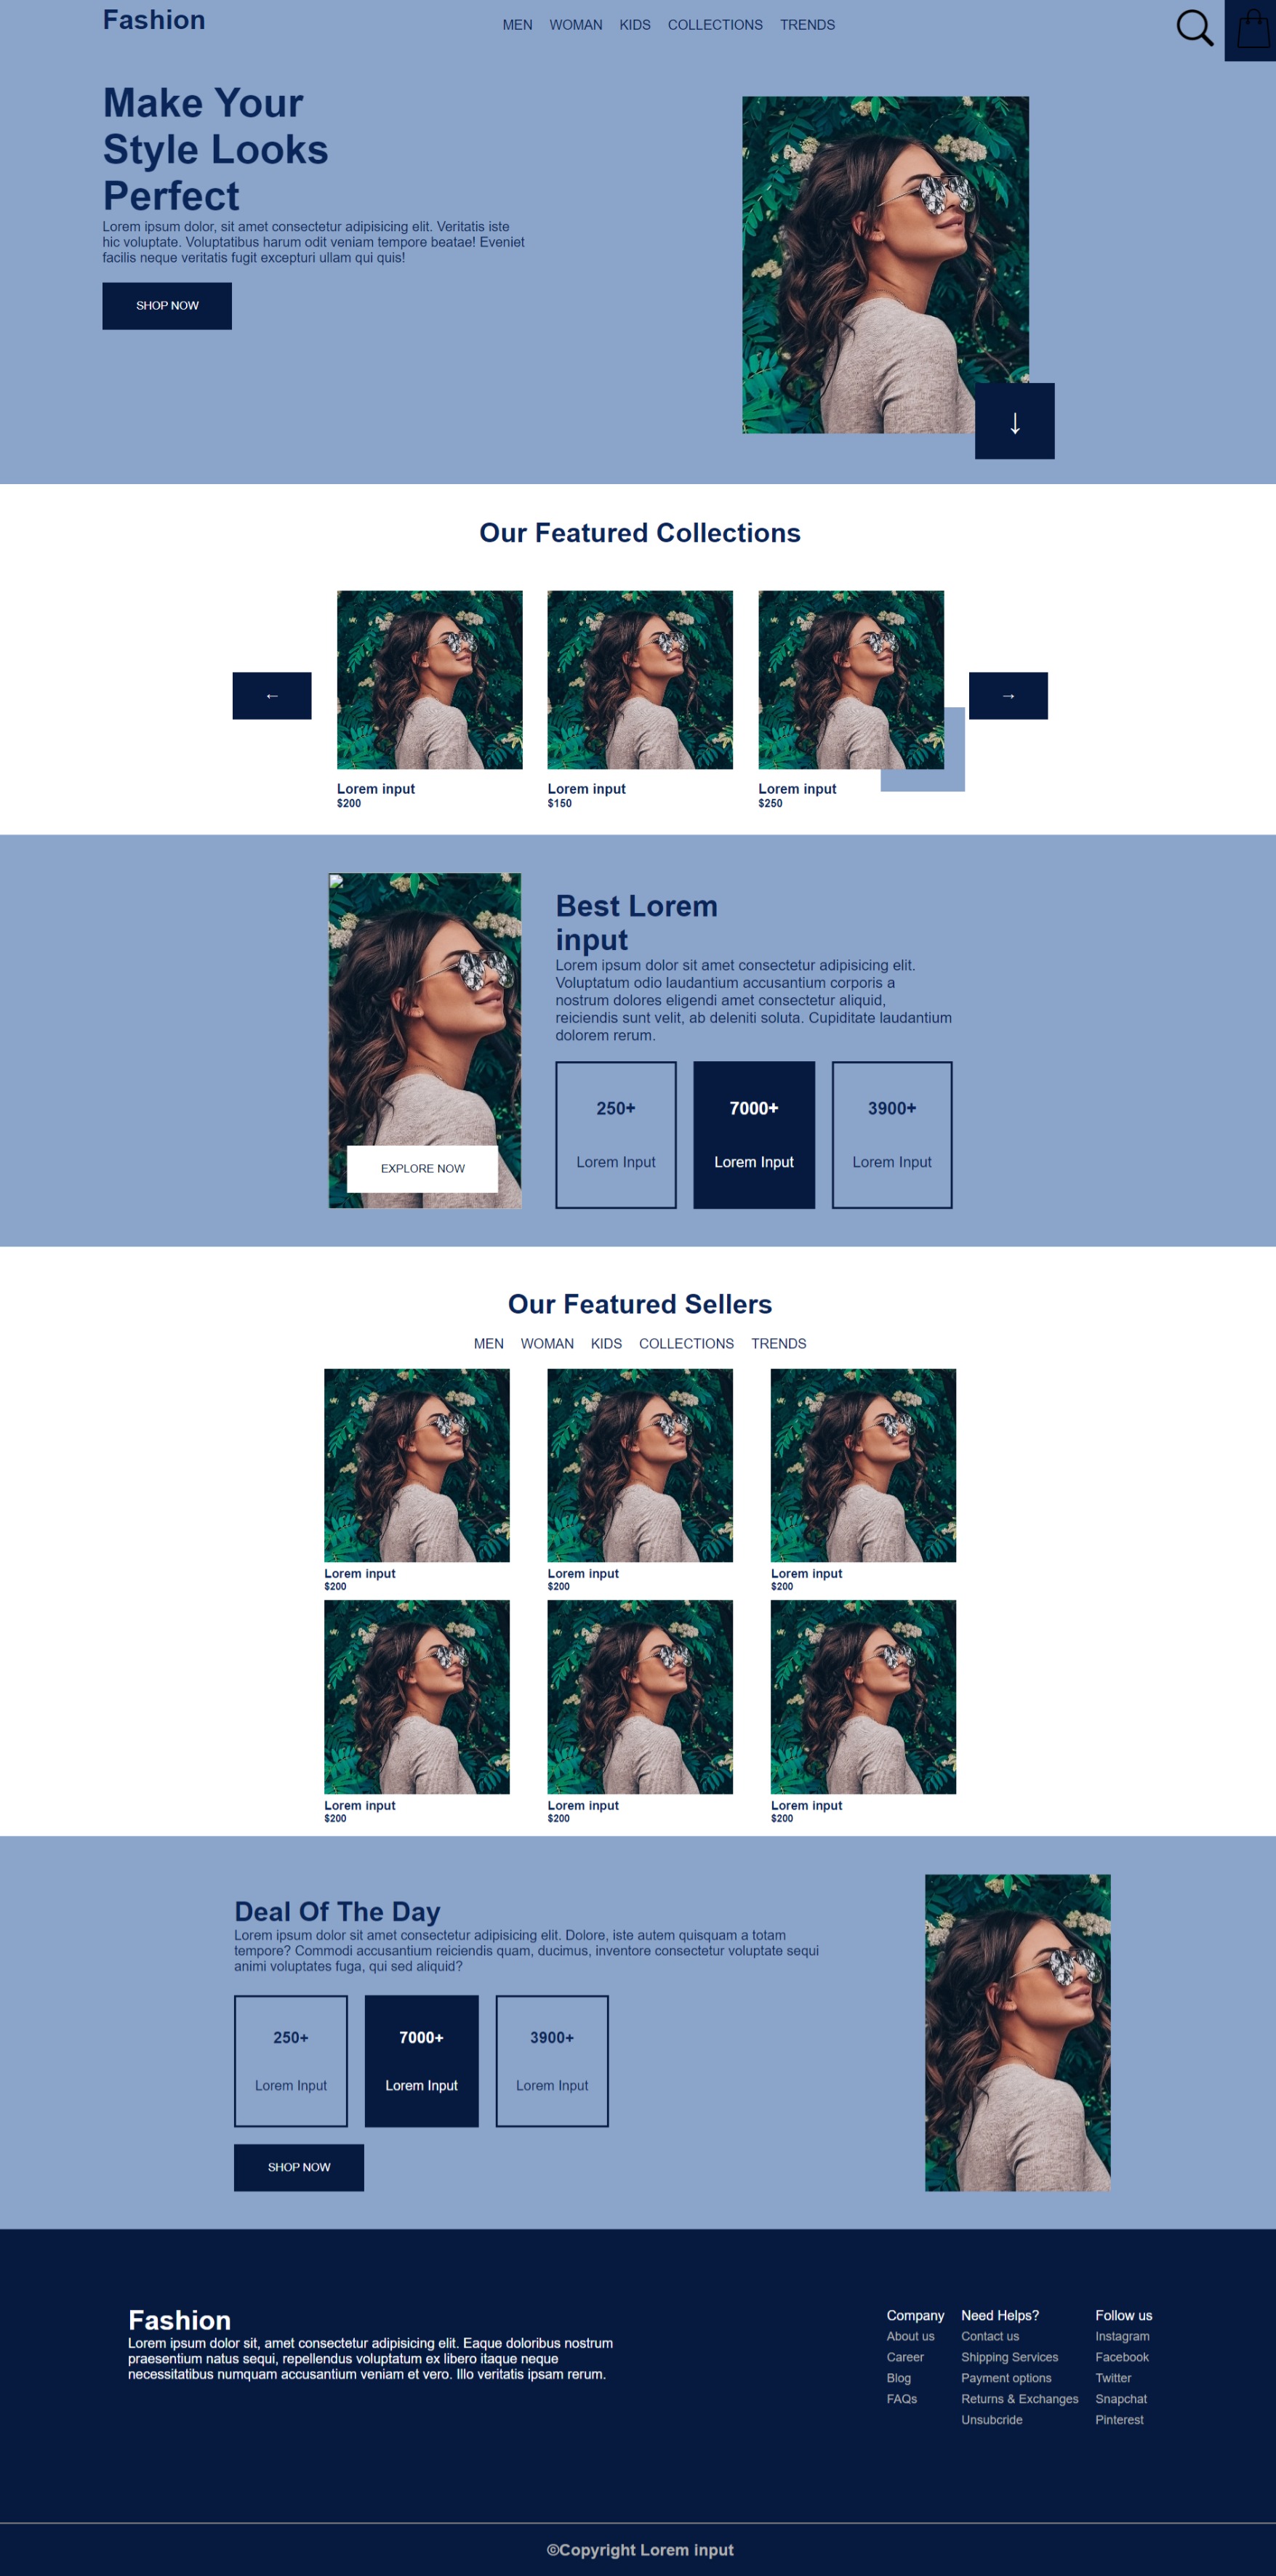 Fashion
MEN WOMAN KIDS COLLECTIONS TRENDS
Make Your
Style Looks
Perfect
Lorem ipsum dolor, sit amet consectetur adipisicing elit. Veritatis iste
hic voluptate. Voluptatibus harum odit veniam tempore beatae! Eveniet
facilis neque veritatis fugit excepturi ullam qui quis!
SHOP NOW
↓
Our Featured Collections
←
→
Lorem input
$200
Lorem input
$150
Lorem input
$250
Best Lorem
input
Lorem ipsum dolor sit amet consectetur adipisicing elit.
Voluptatum odio laudantium accusantium corporis a
nostrum dolores eligendi amet consectetur aliquid,
reiciendis sunt velit, ab deleniti soluta. Cupiditate laudantium
dolorem rerum.
250+
Lorem Input
7000+
Lorem Input
3900+
Lorem Input
EXPLORE NOW
Our Featured Sellers
MEN WOMAN KIDS COLLECTIONS TRENDS
Lorem input
$200
Lorem input
$200
Lorem input
$200
Lorem input
$200
Lorem input
$200
Lorem input
$200
Deal Of The Day
Lorem ipsum dolor sit amet consectetur adipisicing elit. Dolore, iste autem quisquam a totam
tempore? Commodi accusantium reiciendis quam, ducimus, inventore consectetur voluptate sequi
animi voluptates fuga, qui sed aliquid?
250+
Lorem Input
7000+
Lorem Input
3900+
Lorem Input
SHOP NOW
Fashion
Lorem ipsum dolor sit, amet consectetur adipisicing elit. Eaque doloribus nostrum
praesentium natus sequi, repellendus voluptatum ex libero itaque neque
necessitatibus numquam accusantium veniam et vero. Illo veritatis ipsam rerum.
Company
About us
Career
Blog
FAQs
Need Helps?
Contact us
Shipping Services
Payment options
Returns & Exchanges
Unsubcride
Follow us
Instagram
Facebook
Twitter
Snapchat
Pinterest
©Copyright Lorem input